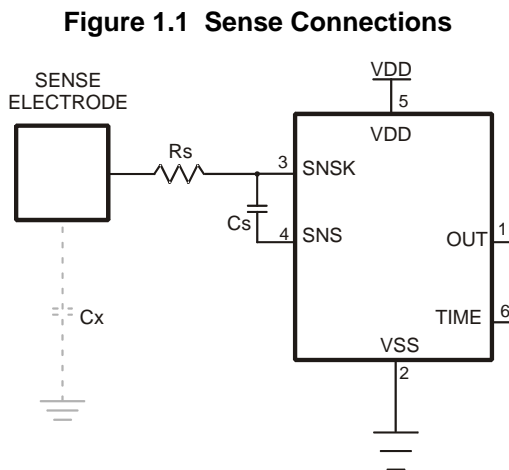 Figure 1.1 Sense Connections
SENSE
ELECTRODE
VDD
5
VDD
Rs
3
SNSK
Cs
4
SNS
OUT
1
Cx
TIME
6
VSS
2